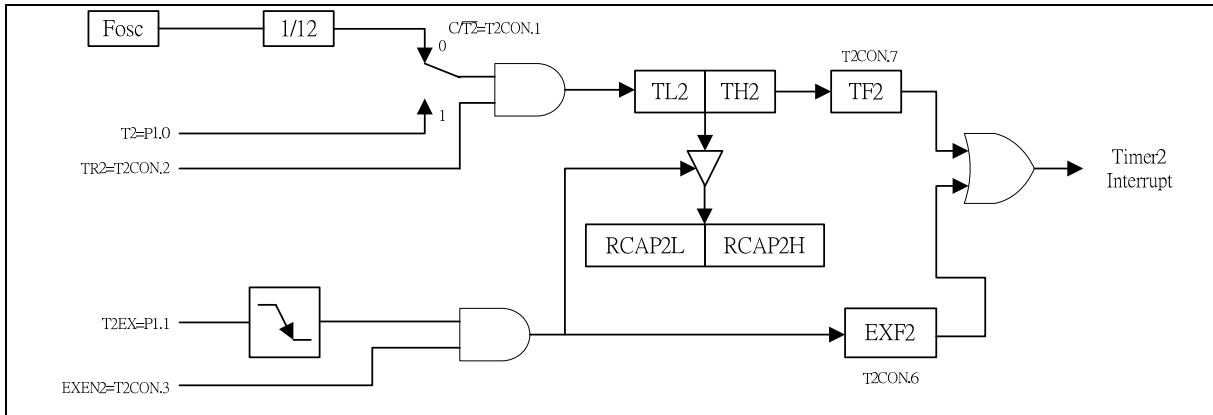 Fosc
1/12
C/T2=T2CON.1
0
1
T2=P1.0
TR2=T2CON.2
TL2
TH2
T2CON.7
TF2
Timer2
Interrupt
RCAP2L
RCAP2H
T2EX=P1.1
EXEN2=T2CON.3
EXF2
T2CON.6